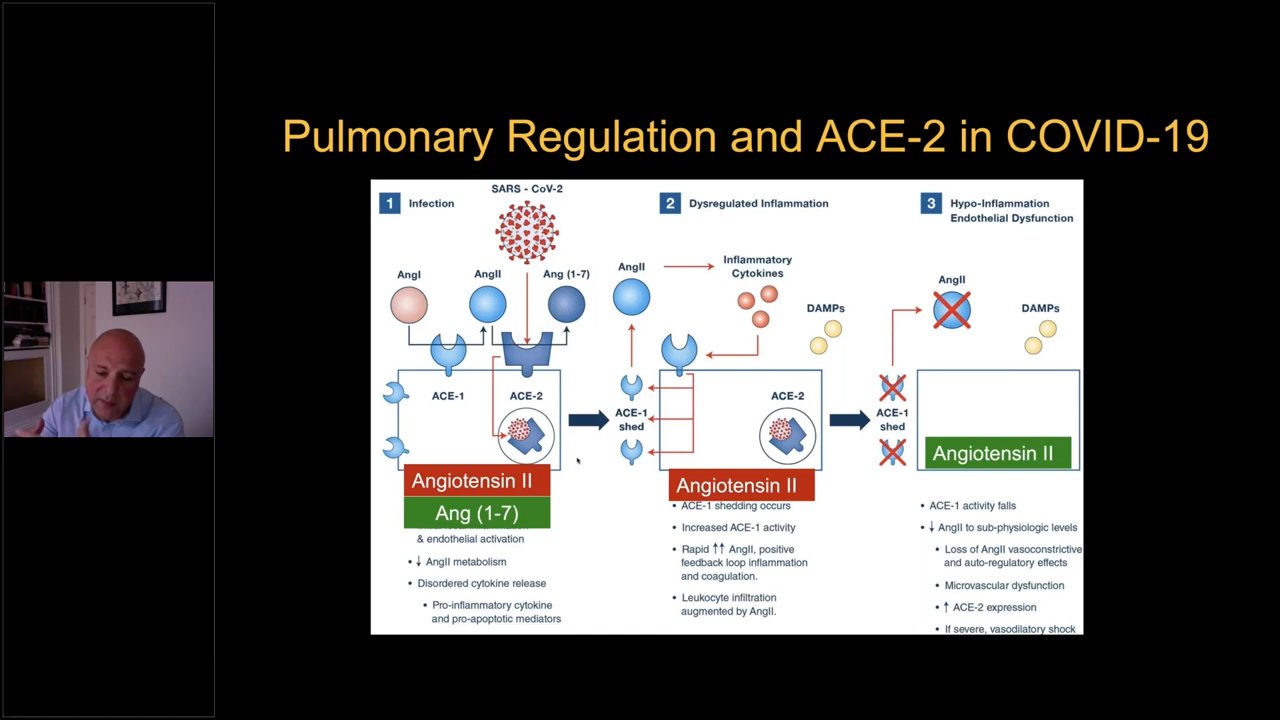 Pulmonary Regulation and ACE-2 in COVID-19
1 Infection
SARS - CoV-2
AngI
AngII
Ang (1-7)
ACE-1
ACE-2
Angiotensin II
Ang (1-7)
& endothelial activation
• ↓ AngII metabolism
• Disordered cytokine release
• Pro-inflammatory cytokine
and pro-apoptotic mediators
2 Dysregulated Inflammation
AngII
Inflammatory
Cytokines
DAMPs
ACE-1
shed
ACE-2
Angiotensin II
• ACE-1 shedding occurs
• Increased ACE-1 activity
• Rapid ↑↑ AngII, positive
feedback loop inflammation
and coagulation.
• Leukocyte infiltration
augmented by AngII.
3 Hypo-Inflammation
Endothelial Dysfunction
AngII
DAMPs
ACE-1
shed
Angiotensin II
• ACE-1 activity falls
• ↓ AngII to sub-physiologic levels
• Loss of AngII vasoconstrictive
and auto-regulatory effects
• Microvascular dysfunction
• ↑ ACE-2 expression
• If severe, vasodilatory shock